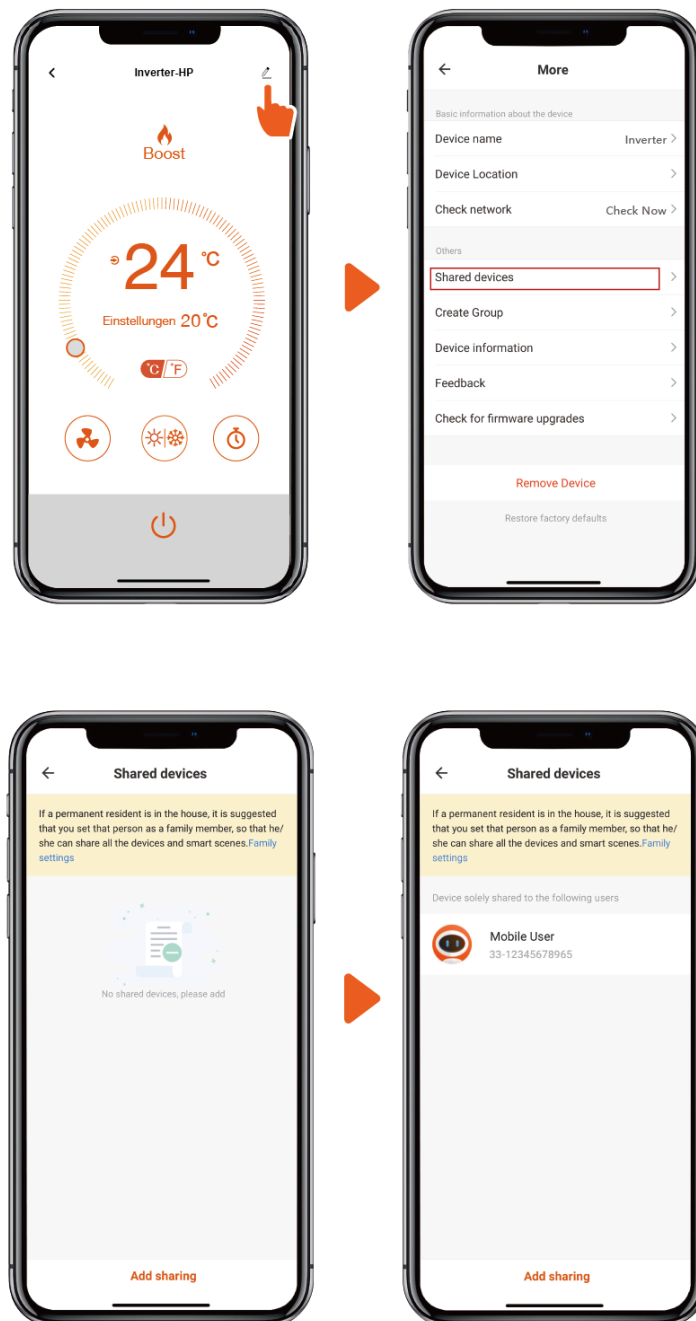 Inverter-HP
Boost
24 °C
Einstellungen 20°C
°C/°F
More
Basic information about the device
Device name Inverter
Device Location
Check network Check Now
Others
Shared devices
Create Group
Device information
Feedback
Check for firmware upgrades
Remove Device
Restore factory defaults
Shared devices
If a permanent resident is in the house, it is suggested
that you set that person as a family member, so that he/
she can share all the devices and smart scenes.Family
settings
No shared devices, please add
Add sharing
Shared devices
If a permanent resident is in the house, it is suggested
that you set that person as a family member, so that he/
she can share all the devices and smart scenes.Family
settings
Device solely shared to the following users
Mobile User
33-12345678965
Add sharing